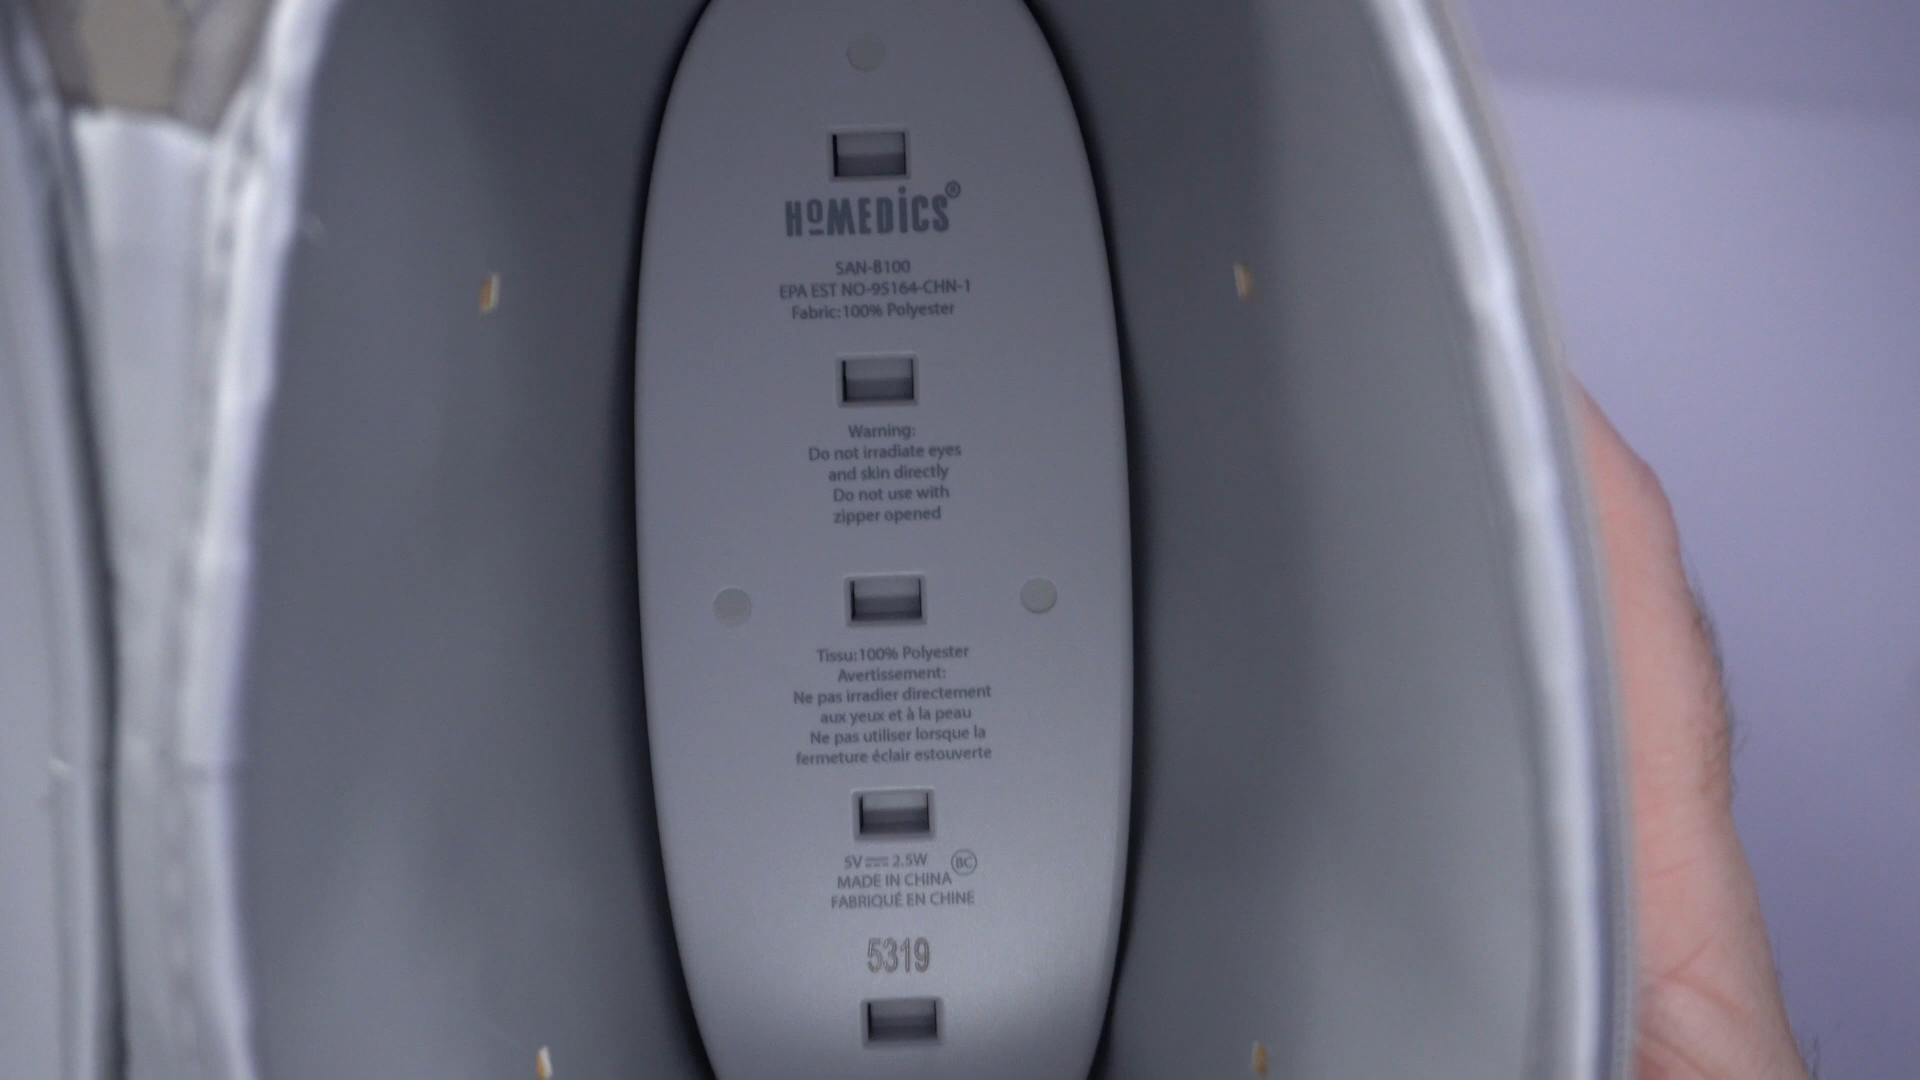 HoMEDiCS®
SAN-B100
EPA EST NO-95164-CHN-1
Fabric:100% Polyester
Warning:
Do not irradiate eyes
and skin directly
Do not use with
zipper opened
Tissu:100% Polyester
Avertissement:
Ne pas irradier directement
aux yeux et à la peau
Ne pas utiliser lorsque la
fermeture éclair estouverte
5V⎓2.5W BC
MADE IN CHINA
FABRIQUÉ EN CHINE
5319